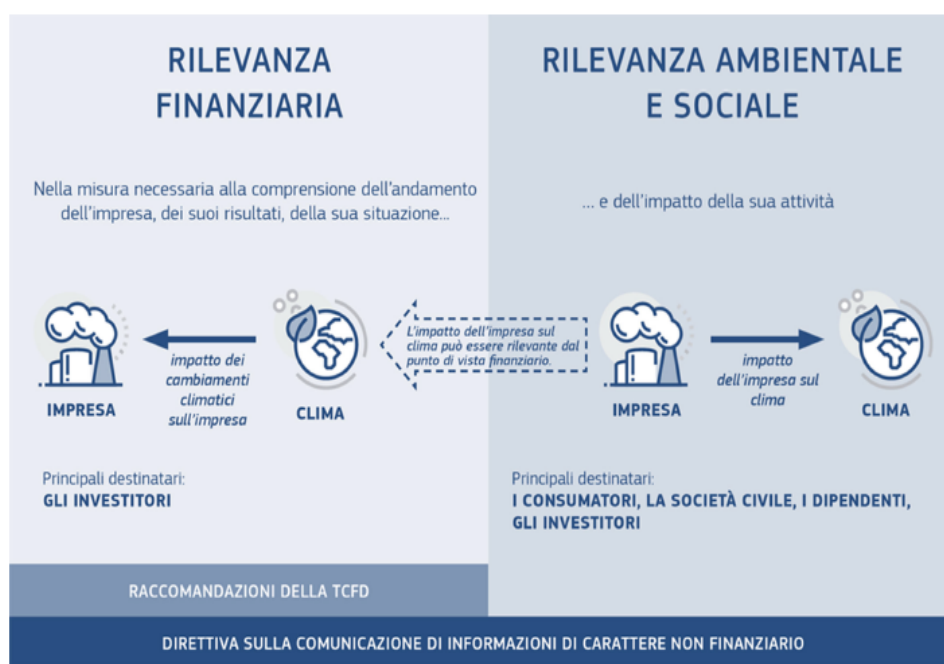 RILEVANZA
FINANZIARIA
Nella misura necessaria alla comprensione dell'andamento
dell'impresa, dei suoi risultati, della sua situazione...
IMPRESA
impatto dei
cambiamenti
climatici
sull'impresa
CLIMA
Principali destinatari:
GLI INVESTITORI
RACCOMANDAZIONI DELLA TCFD
L'impatto dell'impresa sul
clima può essere rilevante dal
punto di vista finanziario.
RILEVANZA AMBIENTALE
E SOCIALE
... e dell'impatto della sua attività
IMPRESA
impatto
dell'impresa sul
clima
CLIMA
Principali destinatari:
I CONSUMATORI, LA SOCIETÀ CIVILE, I DIPENDENTI,
GLI INVESTITORI
DIRETTIVA SULLA COMUNICAZIONE DI INFORMAZIONI DI CARATTERE NON FINANZIARIO